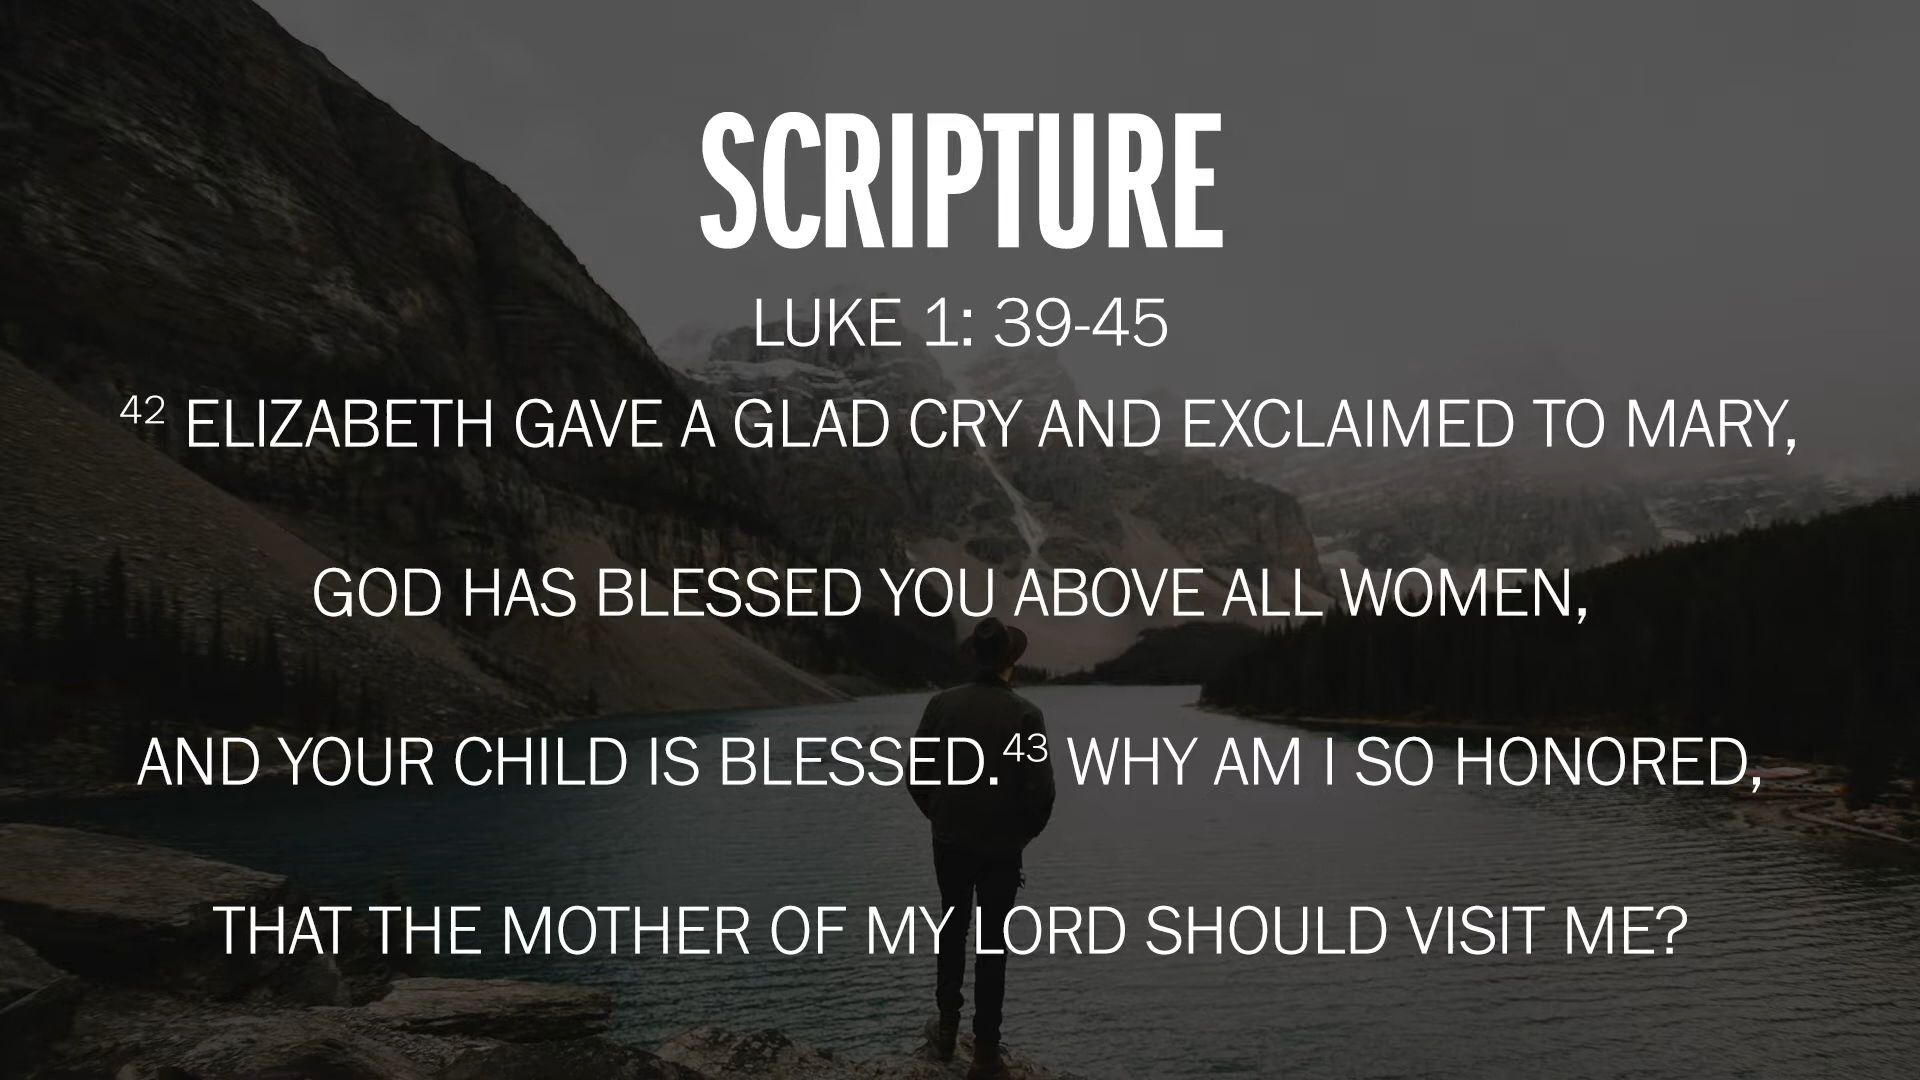 SCRIPTURE
LUKE 1: 39-45
42 ELIZABETH GAVE A GLAD CRY AND EXCLAIMED TO MARY,
GOD HAS BLESSED YOU ABOVE ALL WOMEN,
AND YOUR CHILD IS BLESSED.43 WHY AM I SO HONORED,
THAT THE MOTHER OF MY LORD SHOULD VISIT ME?